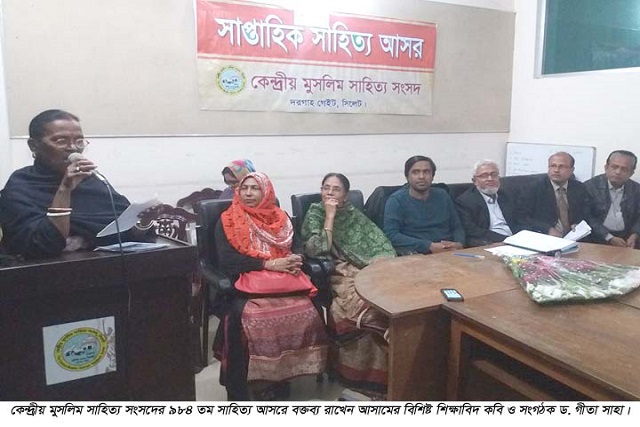 সাপ্তাহিক সাহিত্য আসর
কেন্দ্রীয় মুসলিম সাহিত্য সংসদ
দরগাহ গেইট, সিলেট।
কেন্দ্রীয় মুসলিম সাহিত্য সংসদের ৯৮৪ তম সাহিত্য আসরে বক্তব্য রাখেন আসামের বিশিষ্ট শিক্ষাবিদ কবি ও সংগঠক ড. গীতা সাহা।